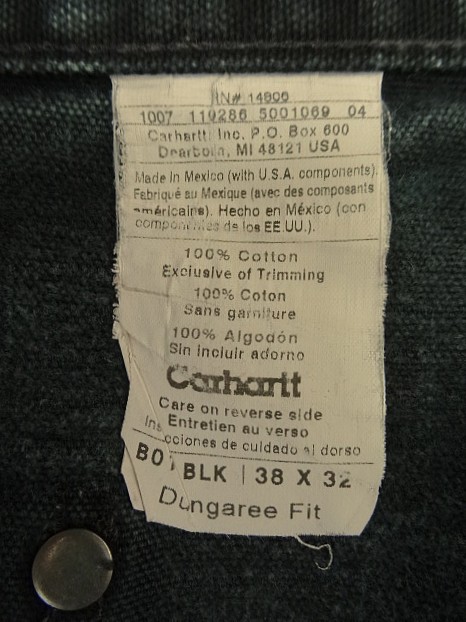 RN# 14806
1007 110286 5001069 04
Carhartt Inc. P.O. Box 600
Dearborn, MI 48121 USA
Made In Mexico (with U.S.A. components).
Fabriqué au Mexique (avec des composants
américains). Hecho en México (con
componentes de los EE.UU.).
100% Cotton
Exclusive of Trimming
100% Coton
Sans garniture
100% Algodón
Sin incluir adorno
Carhartt
Care on reverse side
Entretien au verso
de cuidado al dorso
BLK | 38 X 32
Dungaree Fit